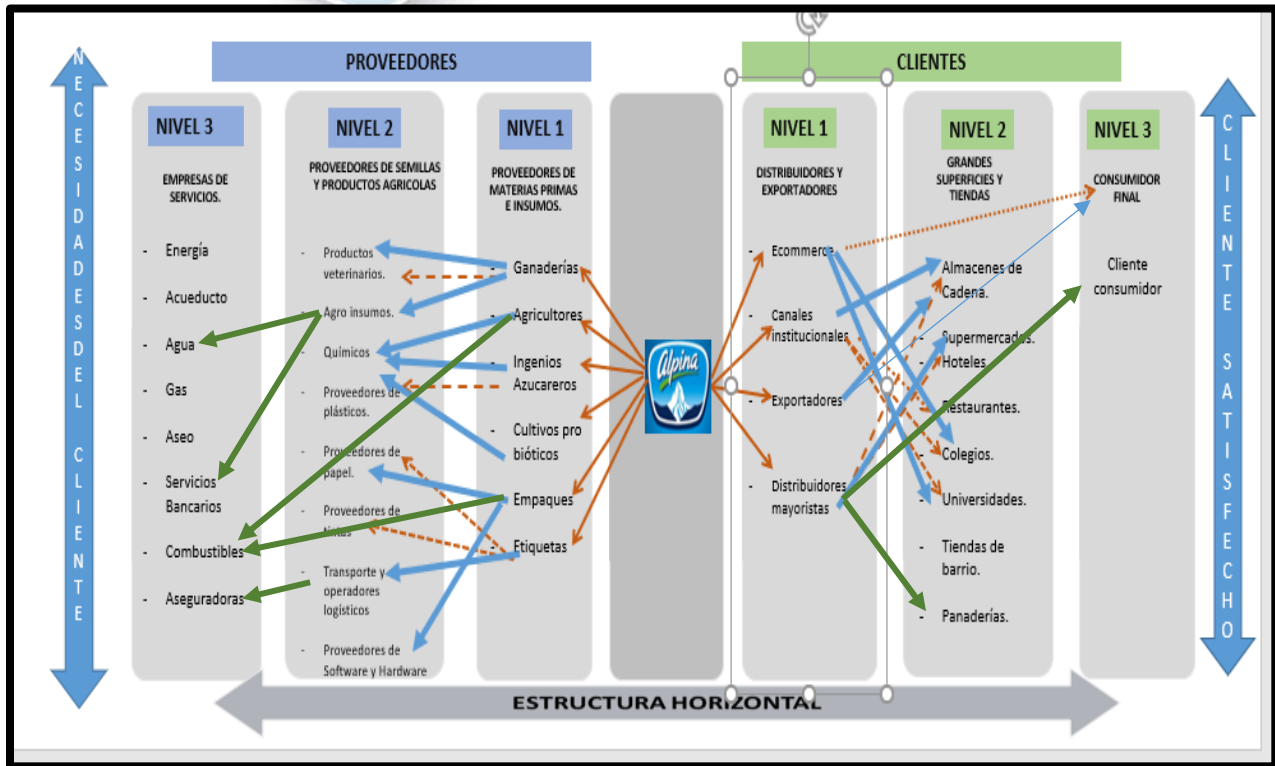 PROVEEDORES
CLIENTES
NECESIDADES DEL CLIENTE
NIVEL 3
EMPRESAS DE
SERVICIOS.
- Energía
- Acueducto
- Agua
- Gas
- Aseo
- Servicios
Bancarios
- Combustibles
- Aseguradoras
NIVEL 2
PROVEEDORES DE SEMILLAS
Y PRODUCTOS AGRICOLAS
- Productos
veterinarios.
- Agro insumos.
- Químicos
- Proveedores de
plásticos.
- Proveedores de
papel.
- Proveedores de
tintas
- Transporte y
operadores
logísticos
- Proveedores de
Software y Hardware
NIVEL 1
PROVEEDORES DE
MATERIAS PRIMAS
E INSUMOS.
- Ganaderías
- Agricultores
- Ingenios
Azucareros
- Cultivos pro
bióticos
- Empaques
- Etiquetas
alpina
NIVEL 1
DISTRIBUIDORES Y
EXPORTADORES
- Ecommerce
- Canales
institucionales
- Exportadores
- Distribuidores
mayoristas
NIVEL 2
GRANDES
SUPERFICIES Y
TIENDAS
- Almacenes de
Cadena.
- Supermercados.
- Hoteles
- Restaurantes.
- Colegios.
- Universidades.
- Tiendas de
barrio.
- Panaderías.
NIVEL 3
CONSUMIDOR
FINAL
Cliente
consumidor
CLIENTE SATISFECHO
ESTRUCTURA HORIZONTAL